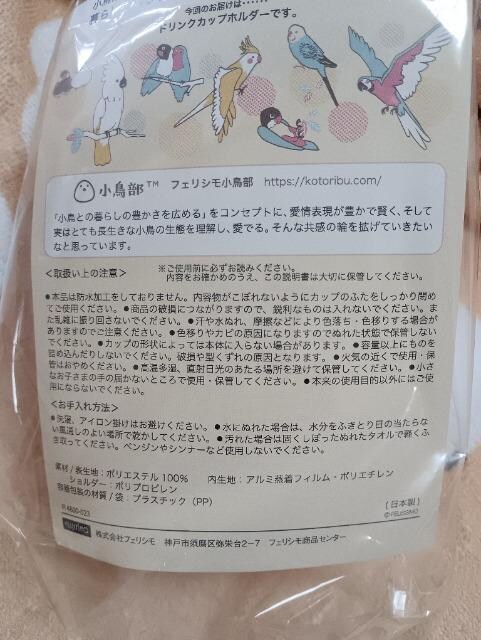 今回のお届けは……
ドリンクカップホルダーです。
小鳥部™ フェリシモ小鳥部 https://kotoribu.com/
「小鳥との暮らしの豊かさを広める」をコンセプトに、愛情表現が豊かで賢く、そして
実はとても長生きな小鳥の生態を理解し、愛でる。そんな共感の輪を拡げていきたい
なと思っています。
<取扱い上の注意> ※ご使用前に必ずお読みください。
内容をお確かめのうえ、この説明書は大切に保管してください。
●本品は防水加工をしておりません。内容物がこぼれないようにカップのふたをしっかり閉め
てご使用ください。●商品の破損につながりますので、鋭利なものは入れないでください。ま
た乱雑に振り回さないでください。●汗や水ぬれ、摩擦などにより色落ち・色移りする場合が
ありますのでご注意ください。●色移りやカビの原因になりますのでぬれた状態で保管しない
でください。●カップの形状によっては本体に入らない場合があります。●容量以上にものを
詰め込んだりしないでください。破損や型くずれの原因となります。●火気の近くで使用・保
管はおやめください。●高温多湿、直射日光のあたる場所を避けて保管してください。●小さ
なお子さまの手の届かないところで使用・保管してください。●本来の使用目的以外にはご使
用にならないでください。
<お手入れ方法>
●洗濯、アイロン掛けはお避けください。●水にぬれた場合は、水分をふきとり日の当たらな
い風通しのよい場所で乾かしてください。●汚れた場合は固くしぼったぬれたタオルで軽くふ
き取ってください。ベンジンやシンナーなど使用しないでください。
素材/表生地:ポリエステル100% 内生地:アルミ蒸着フィルム・ポリエチレン
ショルダー:ポリプロピレン
容器包装の材質/袋:プラスチック(PP)
(日本製)
©FELISSIMO
株式会社フェリシモ 神戸市須磨区弥栄台2-7 フェリシモ商品センター